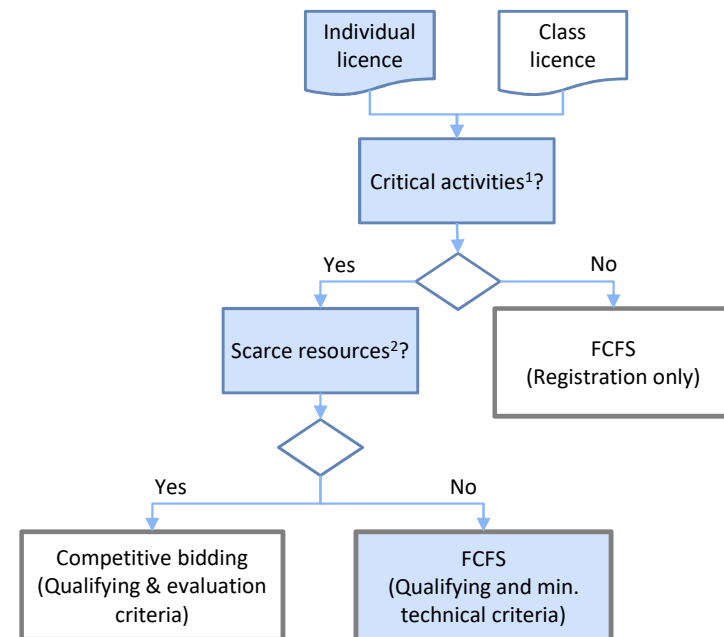 Individual
licence
Class
licence
Critical activities¹?
Yes
No
Scarce resources²?
FCFS
(Registration only)
Yes
No
Competitive bidding
(Qualifying & evaluation
criteria)
FCFS
(Qualifying and min.
technical criteria)